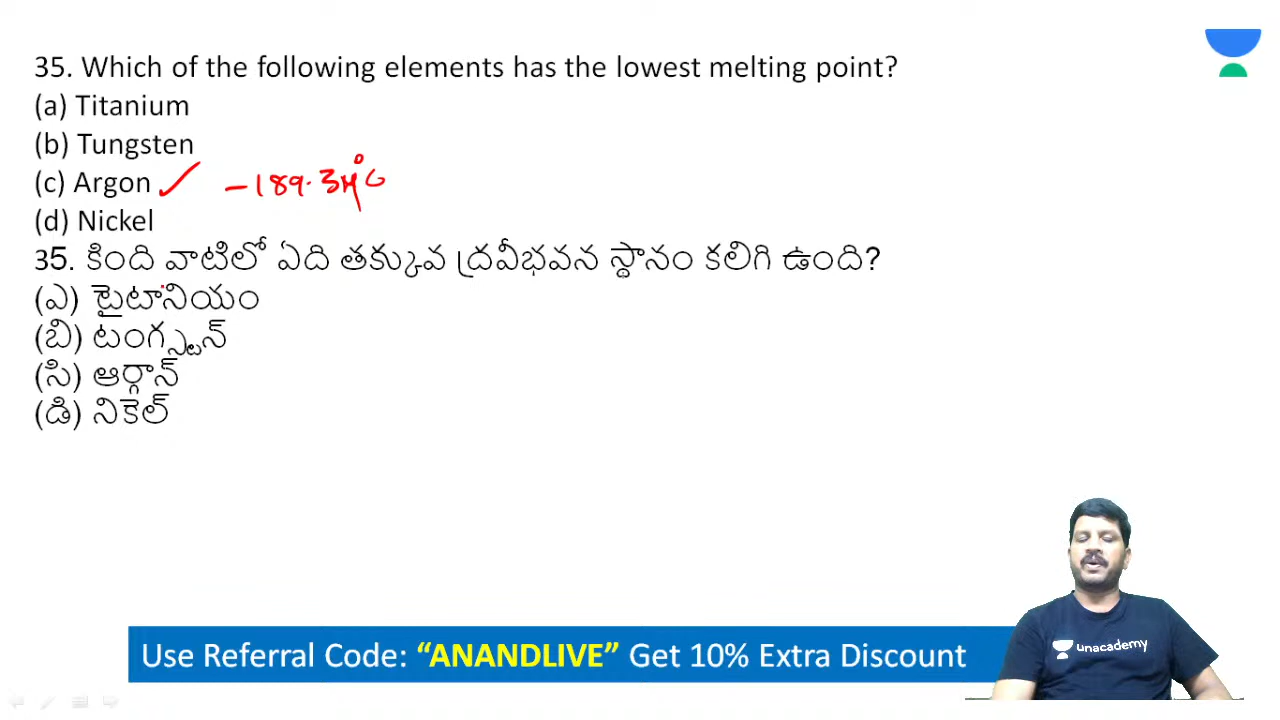 35. Which of the following elements has the lowest melting point?
(a) Titanium
(b) Tungsten
(c) Argon ✓ -189.34°C
(d) Nickel
35. కింది వాటిలో ఏది తక్కువ ద్రవీభవన స్థానం కలిగి ఉంది?
(ఎ) టైటానియం
(బి) టంగ్స్టన్
(సి) ఆర్గాన్
(డి) నికెల్
unacademy
Use Referral Code: “ANANDLIVE” Get 10% Extra Discount